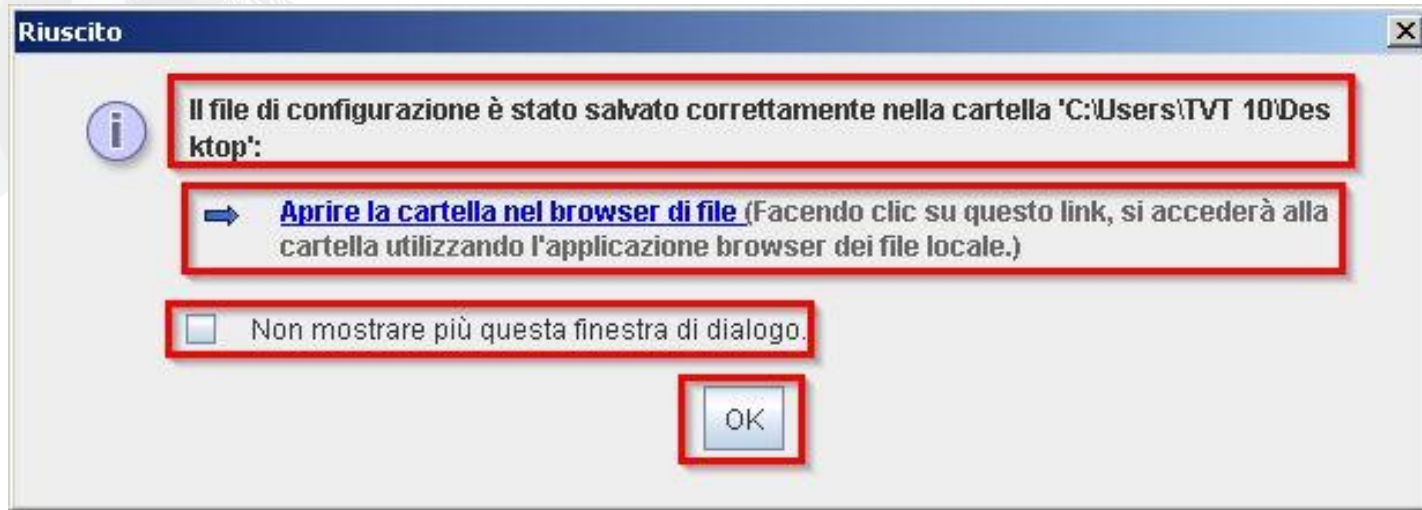 Riuscito
Il file di configurazione è stato salvato correttamente nella cartella 'C:\Users\TVT 10\Des
ktop':
Aprire la cartella nel browser di file (Facendo clic su questo link, si accederà alla
cartella utilizzando l'applicazione browser dei file locale.)
Non mostrare più questa finestra di dialogo.
OK